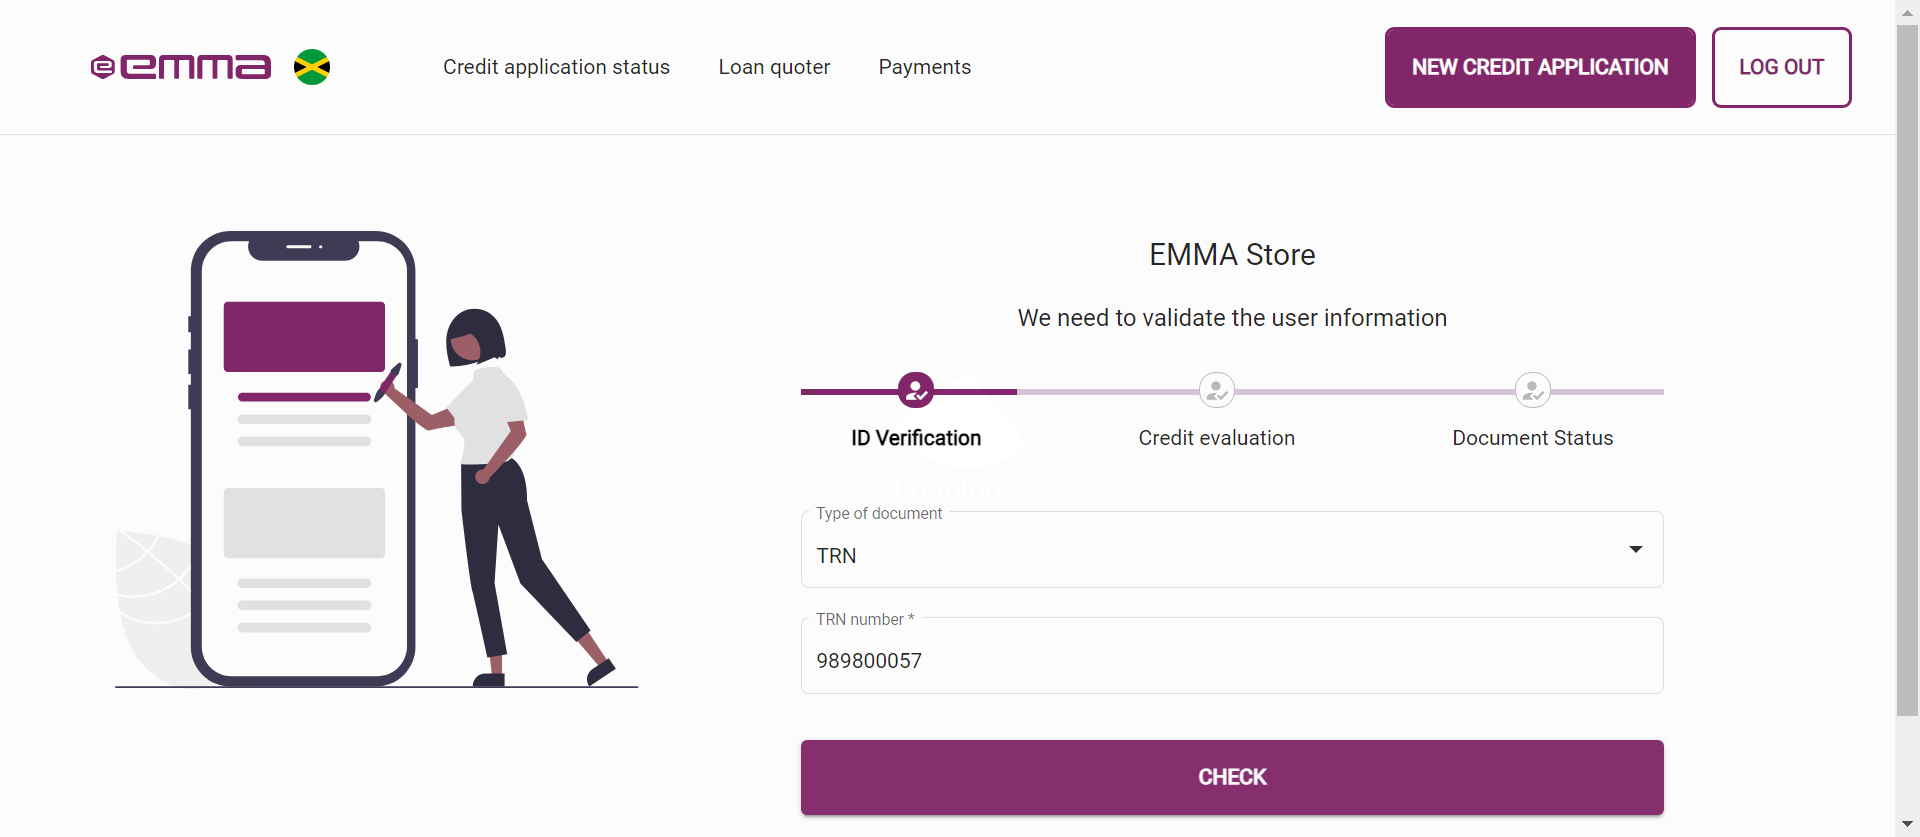 emma
Credit application status
Loan quoter
Payments
NEW CREDIT APPLICATION
LOG OUT
EMMA Store
We need to validate the user information
ID Verification
Credit evaluation
Document Status
Loading...
Type of document
TRN
TRN number *
989800057
CHECK